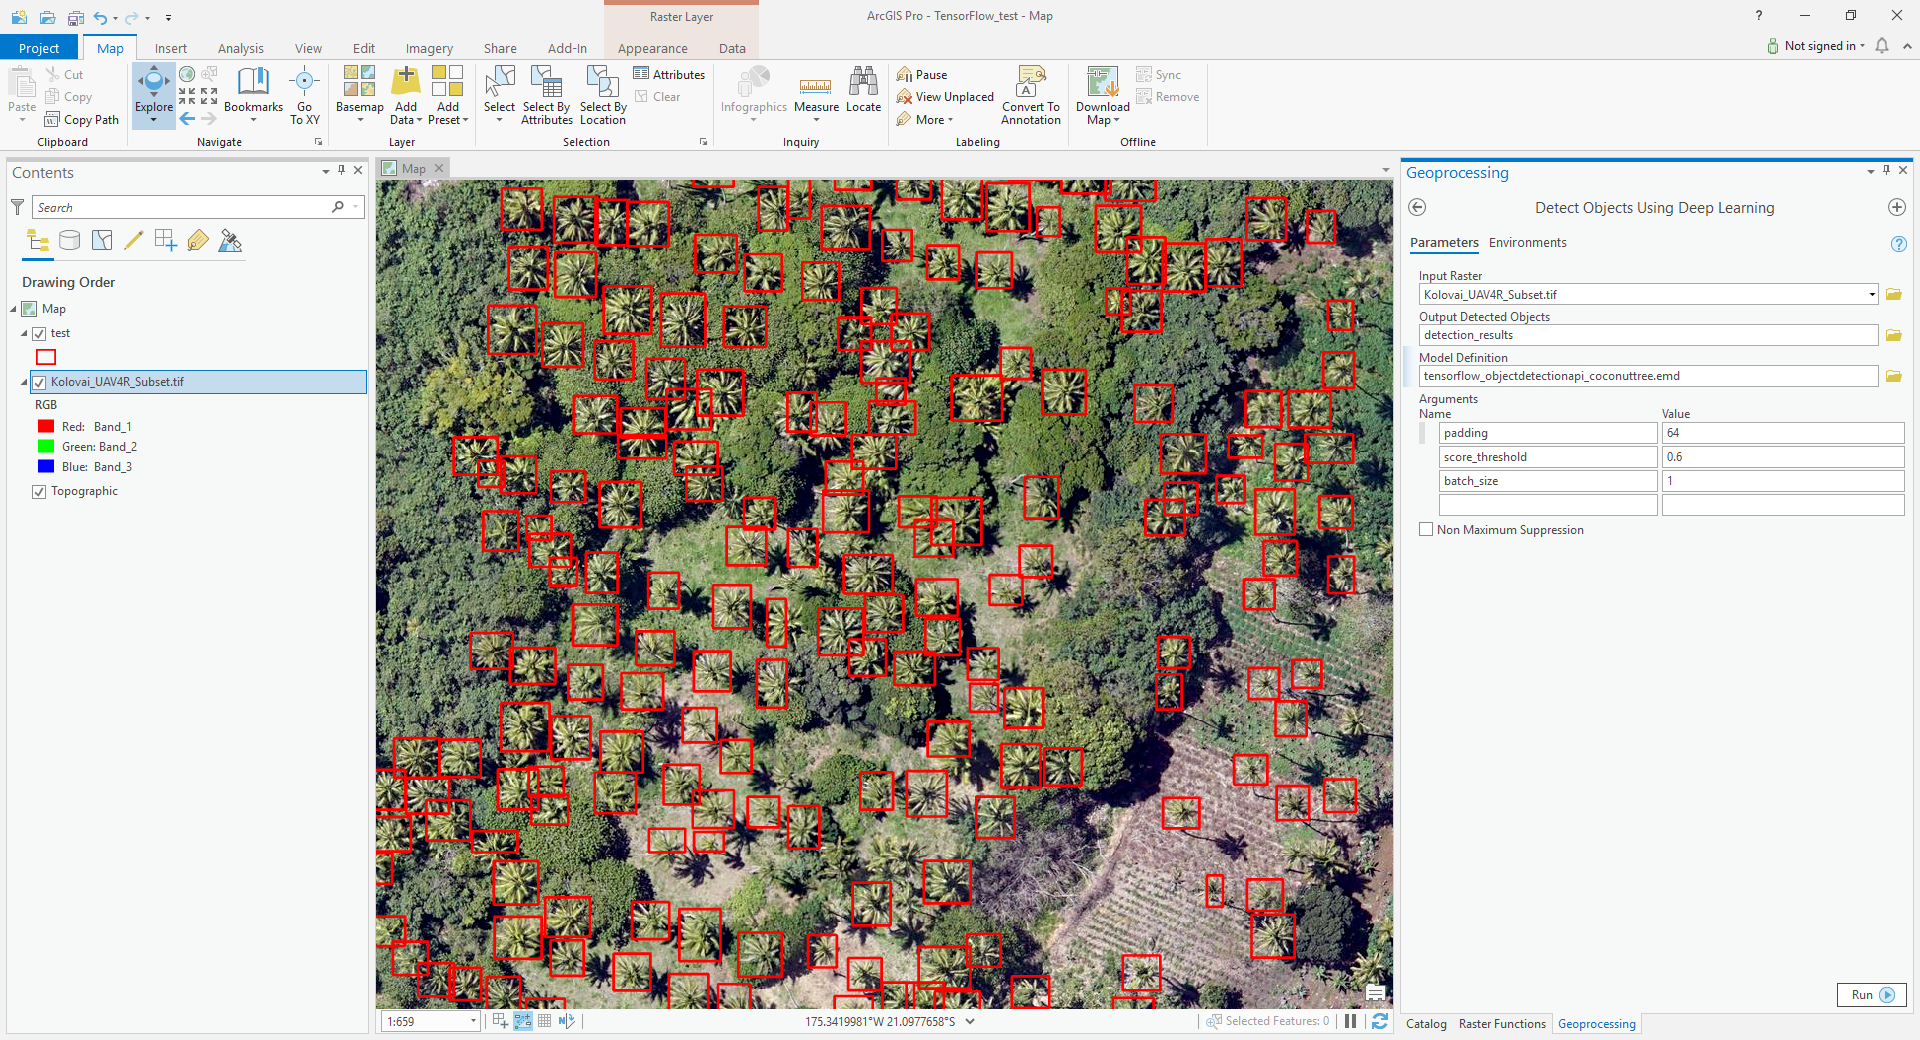 Raster Layer
ArcGIS Pro - TensorFlow_test - Map
?
Project
Map
Insert
Analysis
View
Edit
Imagery
Share
Add-In
Appearance
Data
Not signed in
Paste
Cut
Copy
Copy Path
Clipboard
Explore
Bookmarks
Go To XY
Navigate
Basemap
Add Data
Add Preset
Layer
Select
Select By Attributes
Select By Location
Attributes
Clear
Selection
Infographics
Measure
Locate
Inquiry
Pause
View Unplaced
More
Convert To Annotation
Labeling
Download Map
Sync
Remove
Offline
Contents
Search
Drawing Order
Map
test
Kolovai_UAV4R_Subset.tif
RGB
Red: Band_1
Green: Band_2
Blue: Band_3
Topographic
Map
1:659
175.3419981°W 21.0977658°S
Selected Features: 0
Geoprocessing
Detect Objects Using Deep Learning
Parameters Environments
?
Input Raster
Kolovai_UAV4R_Subset.tif
Output Detected Objects
detection_results
Model Definition
tensorflow_objectdetectionapi_coconuttree.emd
Arguments
Name Value
padding 64
score_threshold 0.6
batch_size 1
Non Maximum Suppression
Run
Catalog Raster Functions Geoprocessing